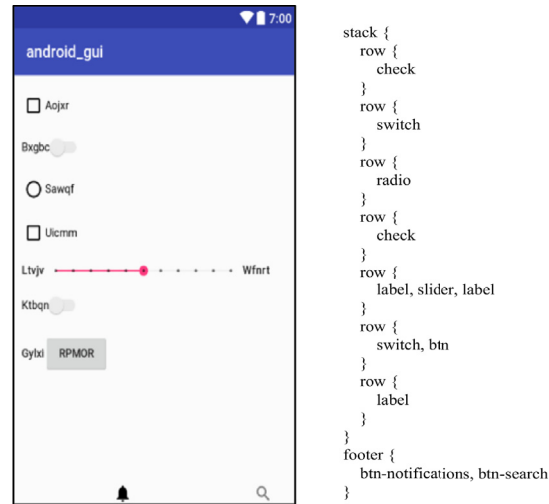 7:00
android_gui
Aojxr
Bxgbc
Sawqf
Uicmm
Ltvjv Wfnrt
Ktbqn
Gylxi RPMOR
stack {
row {
check
}
row {
switch
}
row {
radio
}
row {
check
}
row {
label, slider, label
}
row {
switch, btn
}
row {
label
}
}
footer {
btn-notifications, btn-search
}